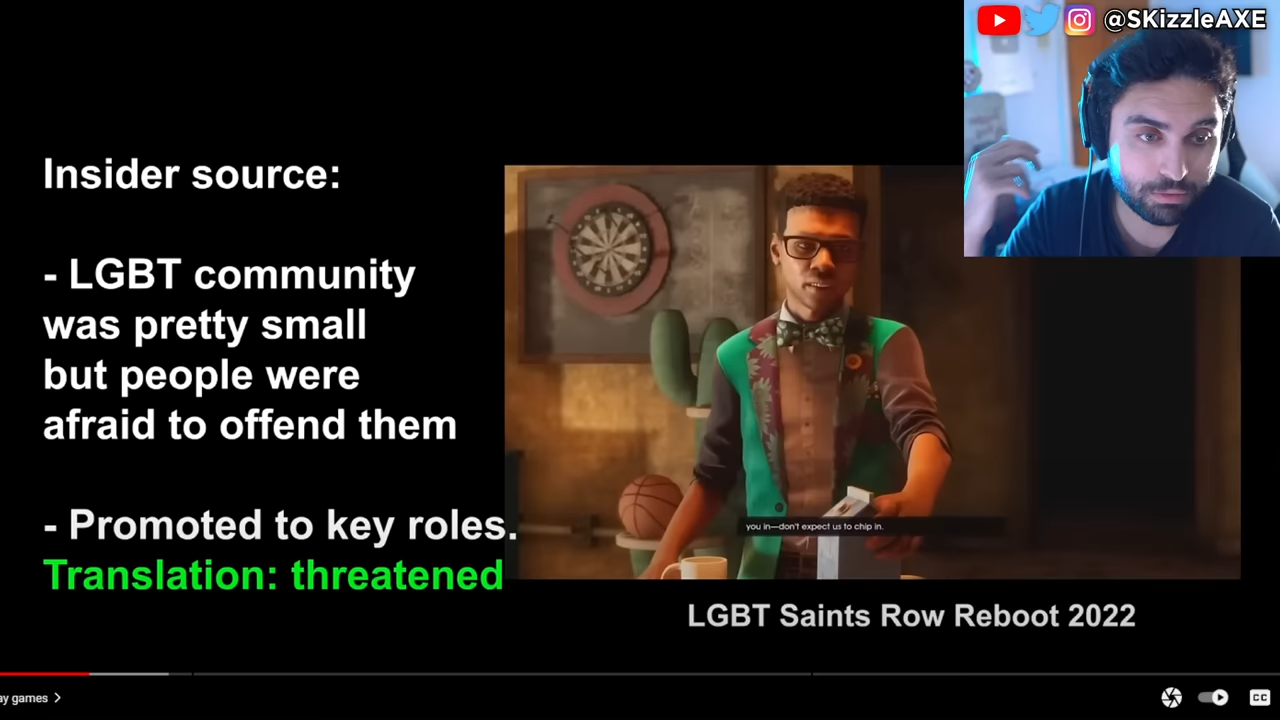 @SKizzleAXE
Insider source:
- LGBT community
was pretty small
but people were
afraid to offend them
- Promoted to key roles.
Translation: threatened
you in—don't expect us to chip in.
LGBT Saints Row Reboot 2022
ay games
CC